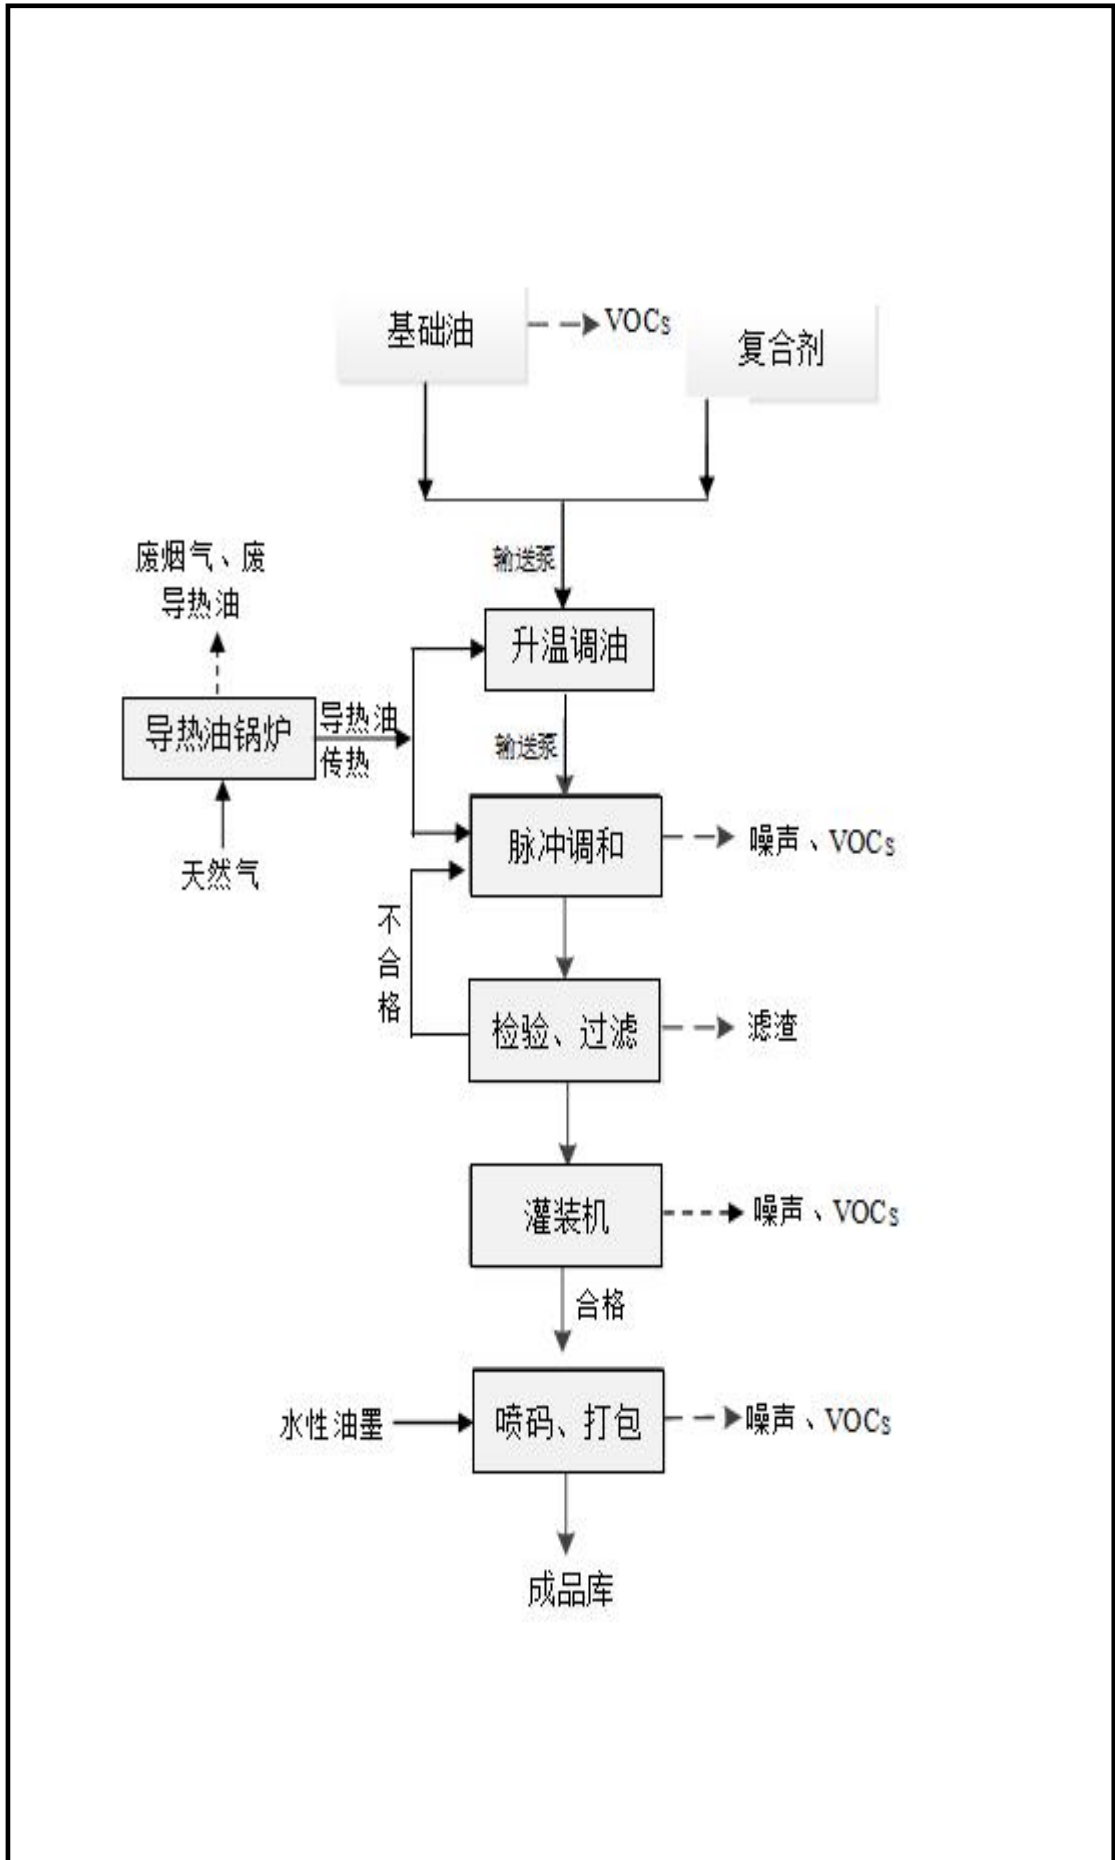 基础油
VOCs
复合剂
输送泵
废烟气、废
导热油
升温调油
导热油锅炉
导热油
传热
输送泵
天然气
脉冲调和
噪声、VOCs
不
合
格
检验、过滤
滤渣
灌装机
噪声、VOCs
合格
水性油墨
喷码、打包
噪声、VOCs
成品库